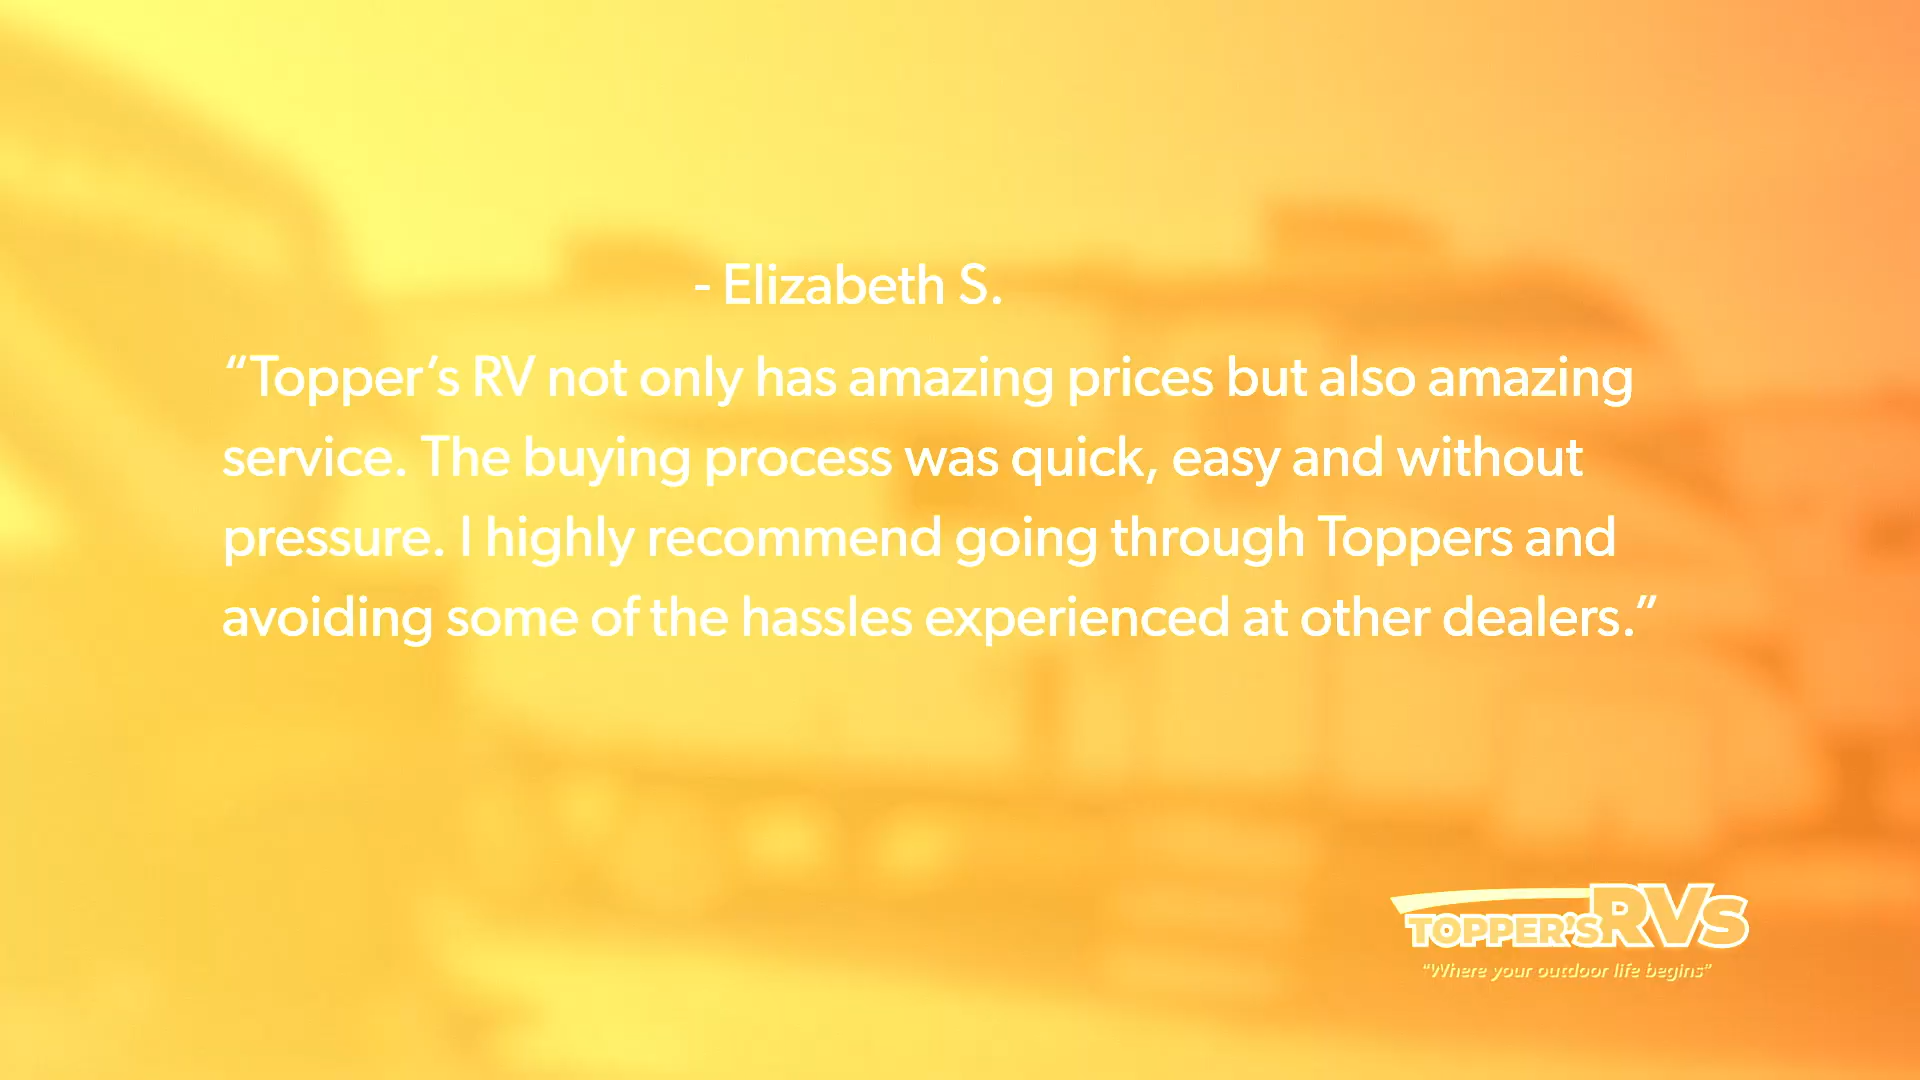 - Elizabeth S.
“Topper‘s RV not only has amazing prices but also amazing
service. The buying process was quick, easy and without
pressure. I highly recommend going through Toppers and
avoiding some of the hassles experienced at other dealers.”
TOPPER'S RVs
"Where your outdoor life begins"